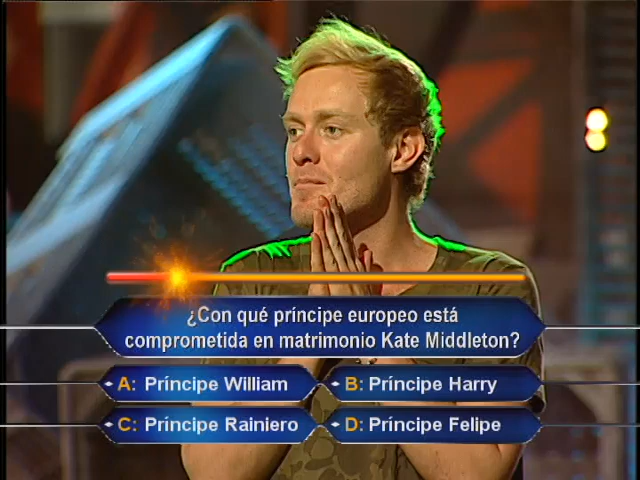 ¿Con qué príncipe europeo está
comprometida en matrimonio Kate Middleton?
A: Príncipe William
B: Príncipe Harry
C: Príncipe Rainiero
D: Príncipe Felipe